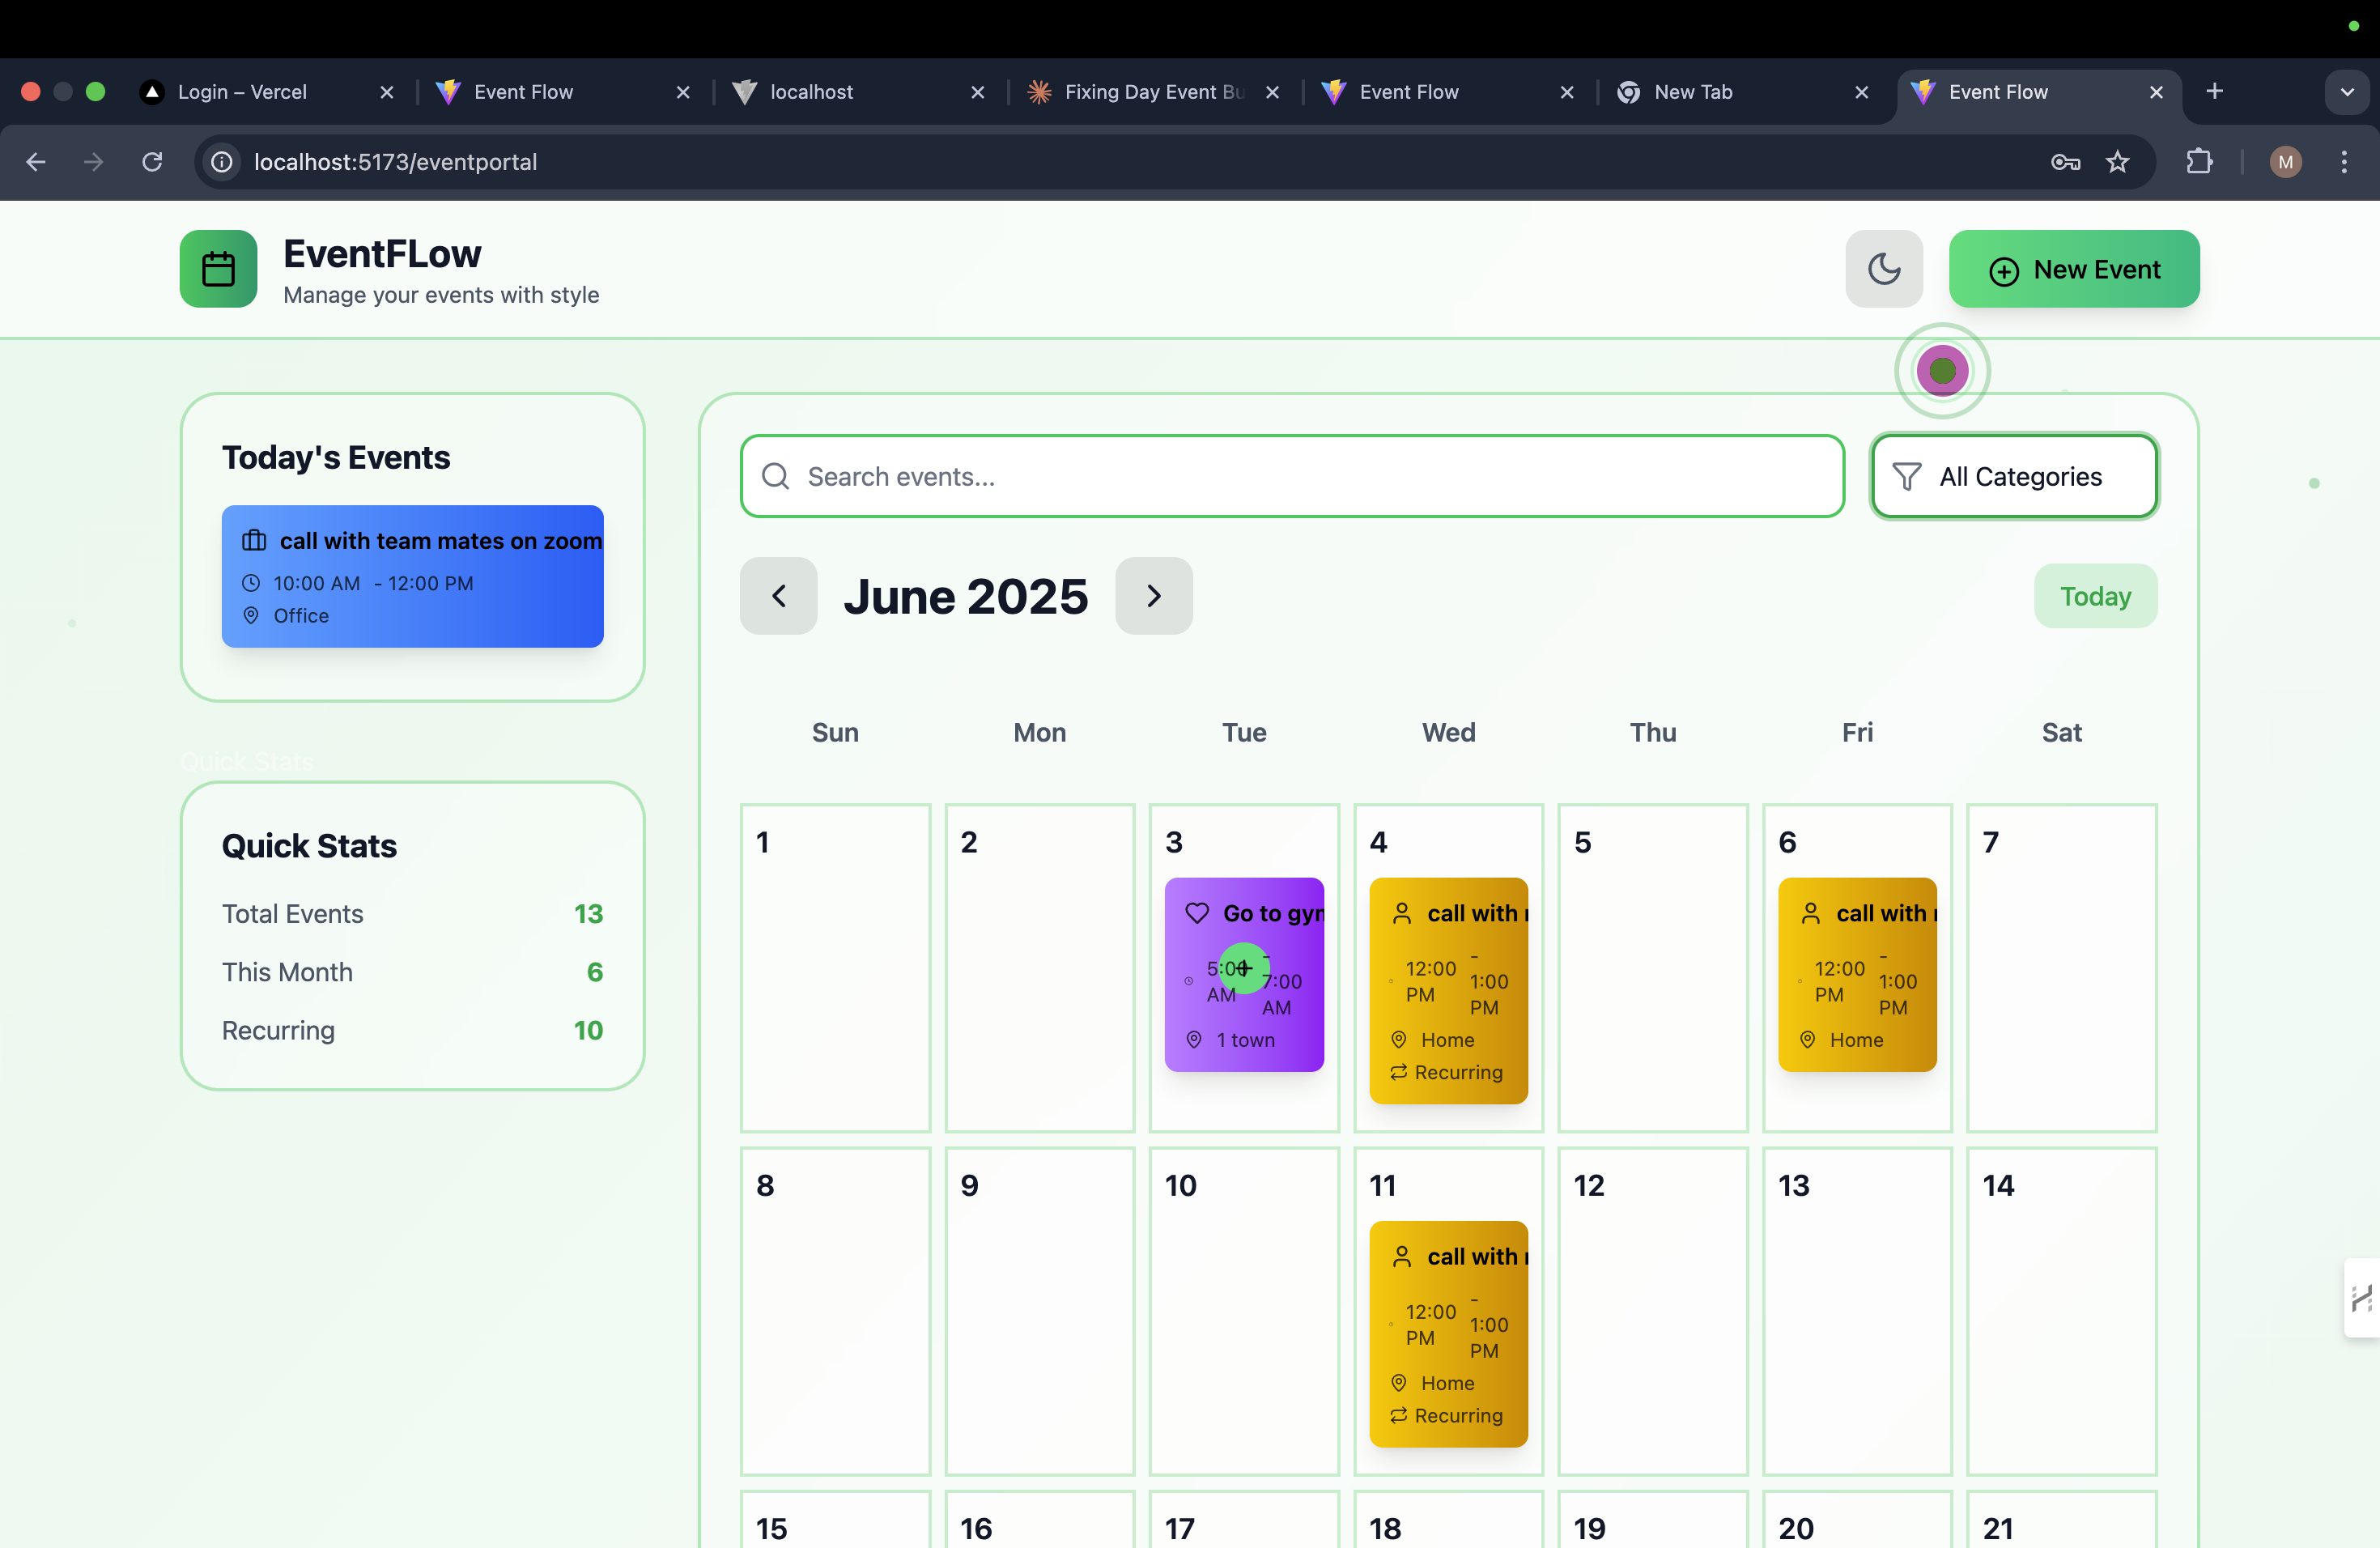 Login – Vercel
Event Flow
localhost
Fixing Day Event Bu
Event Flow
New Tab
Event Flow
localhost:5173/eventportal
M
EventFLow
Manage your events with style
New Event
Today's Events
call with team mates on zoom
10:00 AM - 12:00 PM
Office
Quick Stats
Quick Stats
Total Events 13
This Month 6
Recurring 10
Search events...
All Categories
June 2025
Today
Sun Mon Tue Wed Thu Fri Sat
1 2 3 4 5 6 7
Go to gym
5:00 AM - 7:00 AM
1 town
call with
12:00 PM - 1:00 PM
Home
Recurring
call with
12:00 PM - 1:00 PM
Home
8 9 10 11 12 13 14
call with
12:00 PM - 1:00 PM
Home
Recurring
15 16 17 18 19 20 21